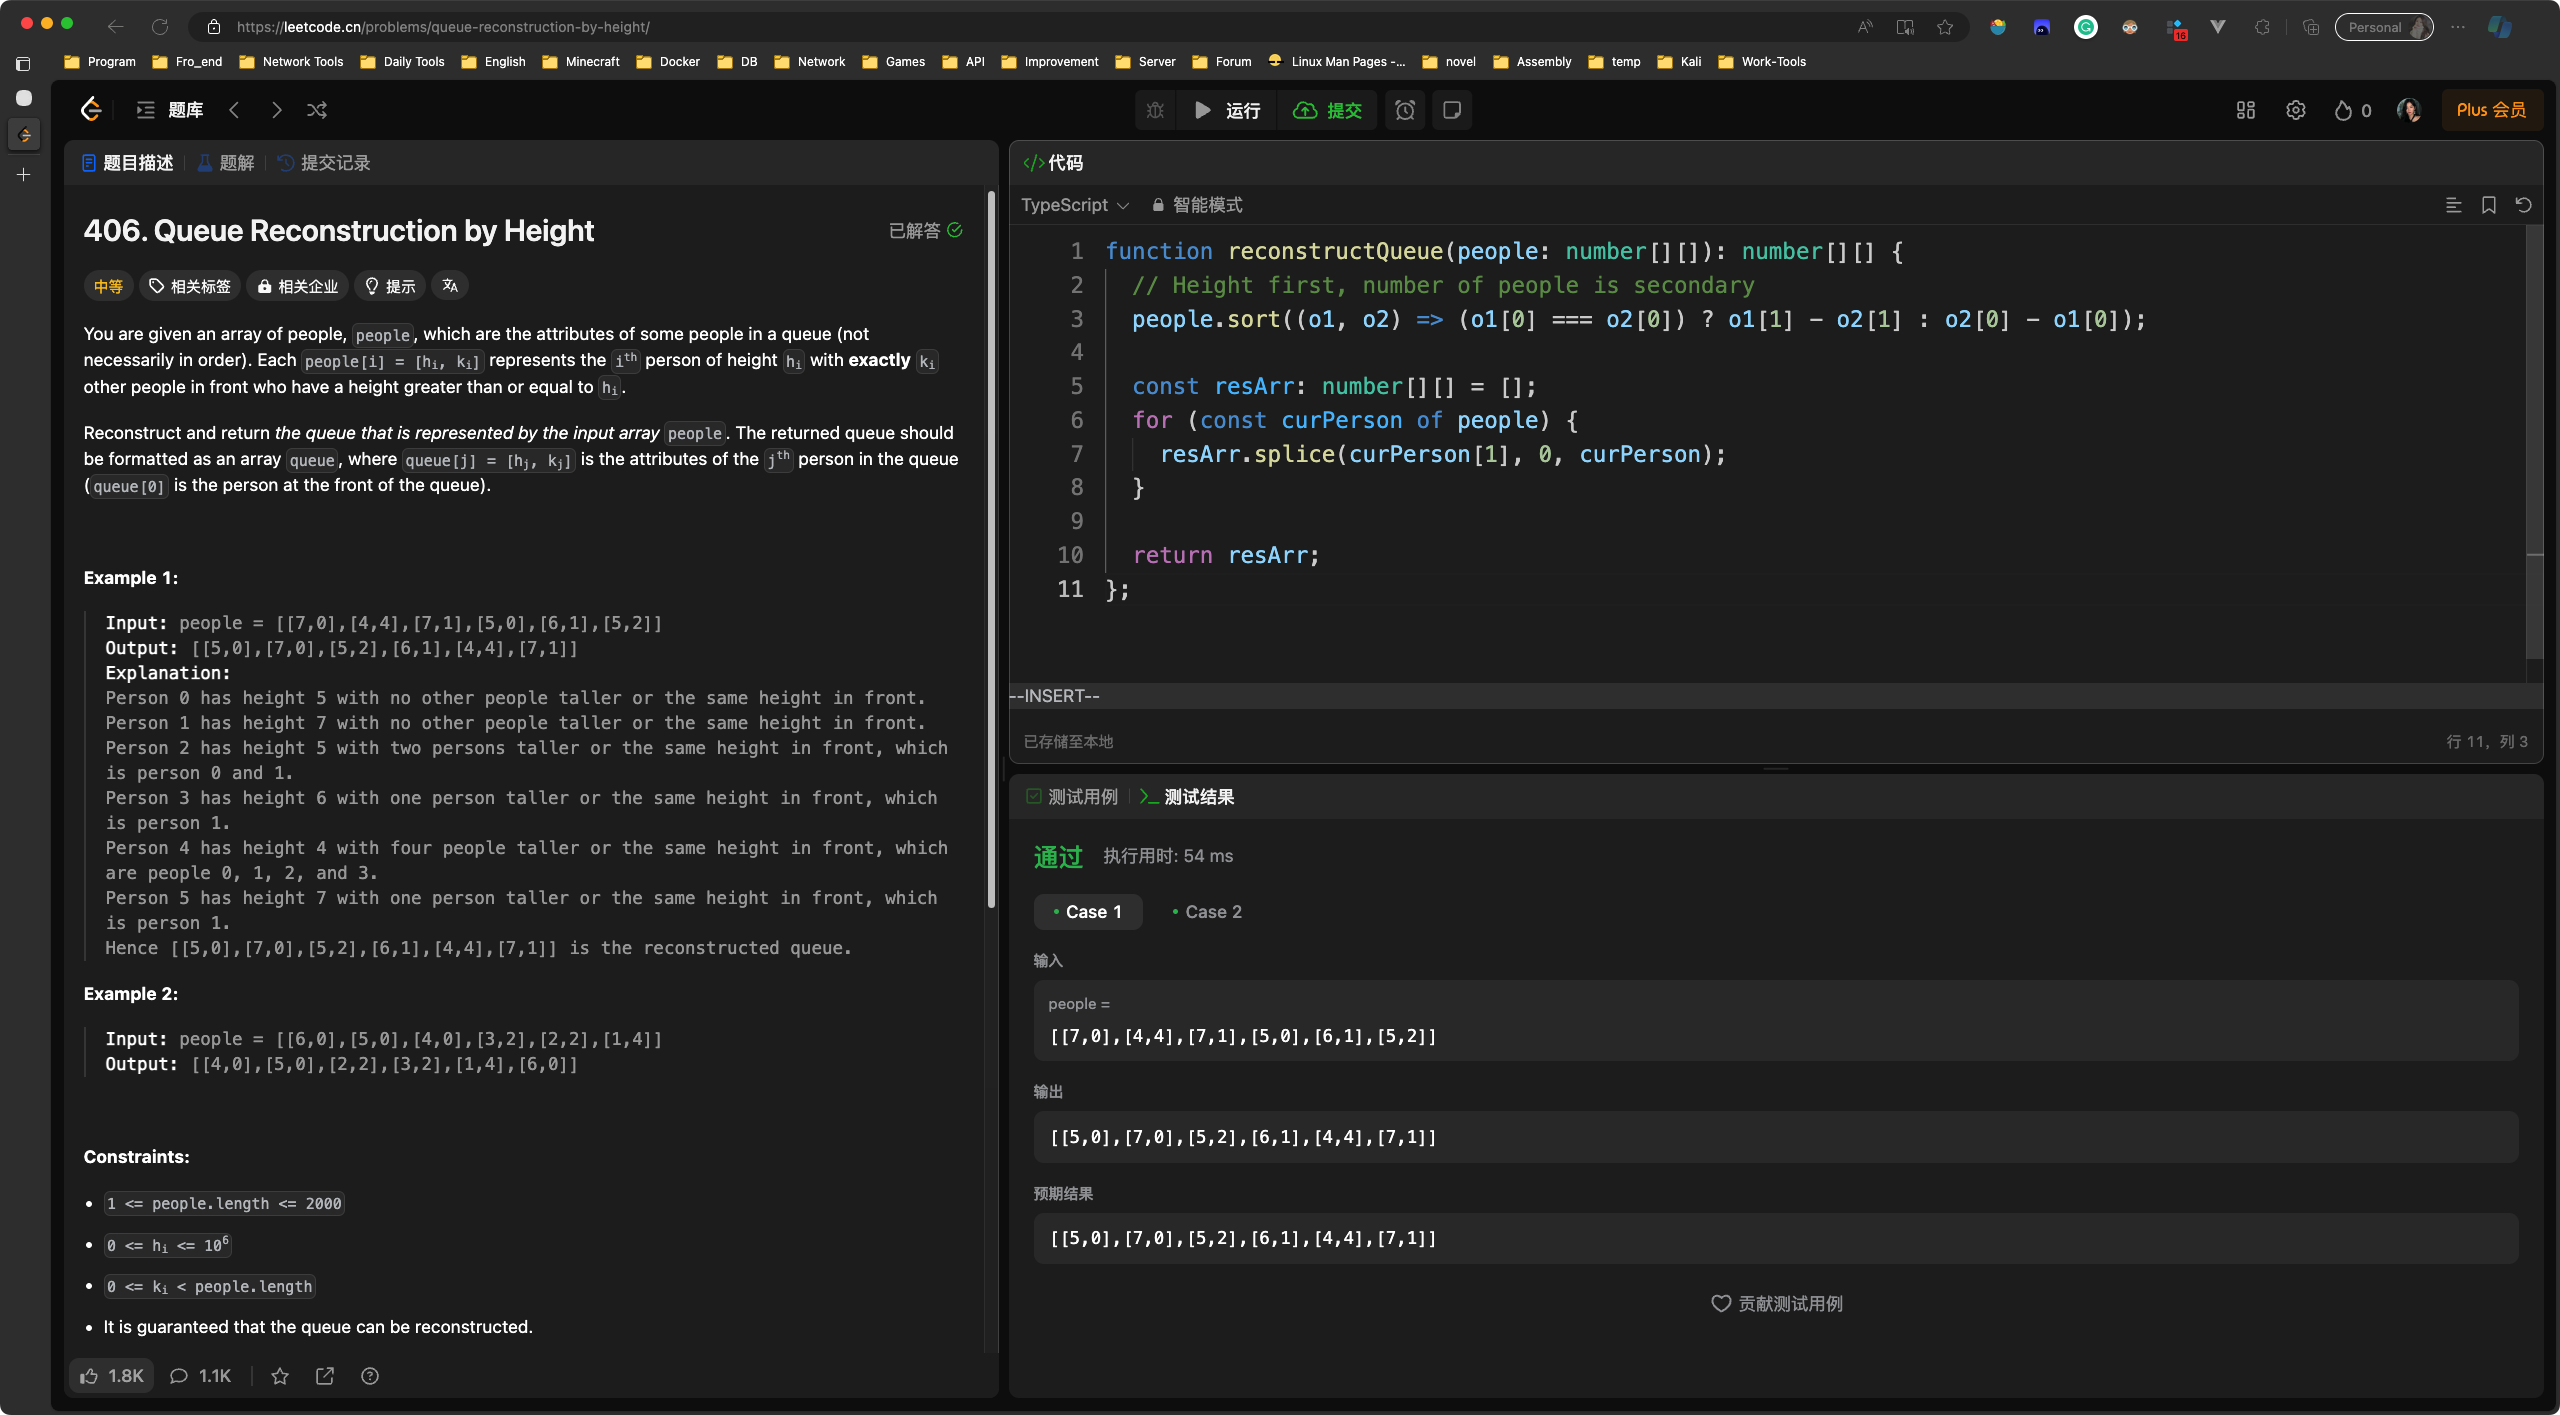 https://leetcode.cn/problems/queue-reconstruction-by-height/
16
Personal
Program
Fro_end
Network Tools
Daily Tools
English
Minecraft
Docker
DB
Network
Games
API
Improvement
Server
Forum
Linux Man Pages -...
novel
Assembly
temp
Kali
Work-Tools
题库
运行
提交
0
Plus 会员
题目描述
题解
提交记录
406. Queue Reconstruction by Height
已解答
中等
相关标签
相关企业
提示
You are given an array of people, people, which are the attributes of some people in a queue (not
necessarily in order). Each people[i] = [hi, ki] represents the ith person of height hi with exactly ki
other people in front who have a height greater than or equal to hi.
Reconstruct and return the queue that is represented by the input array people. The returned queue should
be formatted as an array queue, where queue[j] = [hj, kj] is the attributes of the jth person in the queue
(queue[0] is the person at the front of the queue).
Example 1:
Input: people = [[7,0],[4,4],[7,1],[5,0],[6,1],[5,2]]
Output: [[5,0],[7,0],[5,2],[6,1],[4,4],[7,1]]
Explanation:
Person 0 has height 5 with no other people taller or the same height in front.
Person 1 has height 7 with no other people taller or the same height in front.
Person 2 has height 5 with two persons taller or the same height in front, which
is person 0 and 1.
Person 3 has height 6 with one person taller or the same height in front, which
is person 1.
Person 4 has height 4 with four people taller or the same height in front, which
are people 0, 1, 2, and 3.
Person 5 has height 7 with one person taller or the same height in front, which
is person 1.
Hence [[5,0],[7,0],[5,2],[6,1],[4,4],[7,1]] is the reconstructed queue.
Example 2:
Input: people = [[6,0],[5,0],[4,0],[3,2],[2,2],[1,4]]
Output: [[4,0],[5,0],[2,2],[3,2],[1,4],[6,0]]
Constraints:
• 1 <= people.length <= 2000
• 0 <= hi <= 10^6
• 0 <= ki < people.length
• It is guaranteed that the queue can be reconstructed.
1.8K
1.1K
</> 代码
TypeScript
智能模式
1 function reconstructQueue(people: number[][]): number[][] {
2   // Height first, number of people is secondary
3   people.sort((o1, o2) => (o1[0] === o2[0]) ? o1[1] - o2[1] : o2[0] - o1[0]);
4
5   const resArr: number[][] = [];
6   for (const curPerson of people) {
7     resArr.splice(curPerson[1], 0, curPerson);
8   }
9
10   return resArr;
11 };
--INSERT--
已存储至本地
行 11, 列 3
测试用例
>_ 测试结果
通过
执行用时: 54 ms
• Case 1
• Case 2
输入
people =
[[7,0],[4,4],[7,1],[5,0],[6,1],[5,2]]
输出
[[5,0],[7,0],[5,2],[6,1],[4,4],[7,1]]
预期结果
[[5,0],[7,0],[5,2],[6,1],[4,4],[7,1]]
贡献测试用例